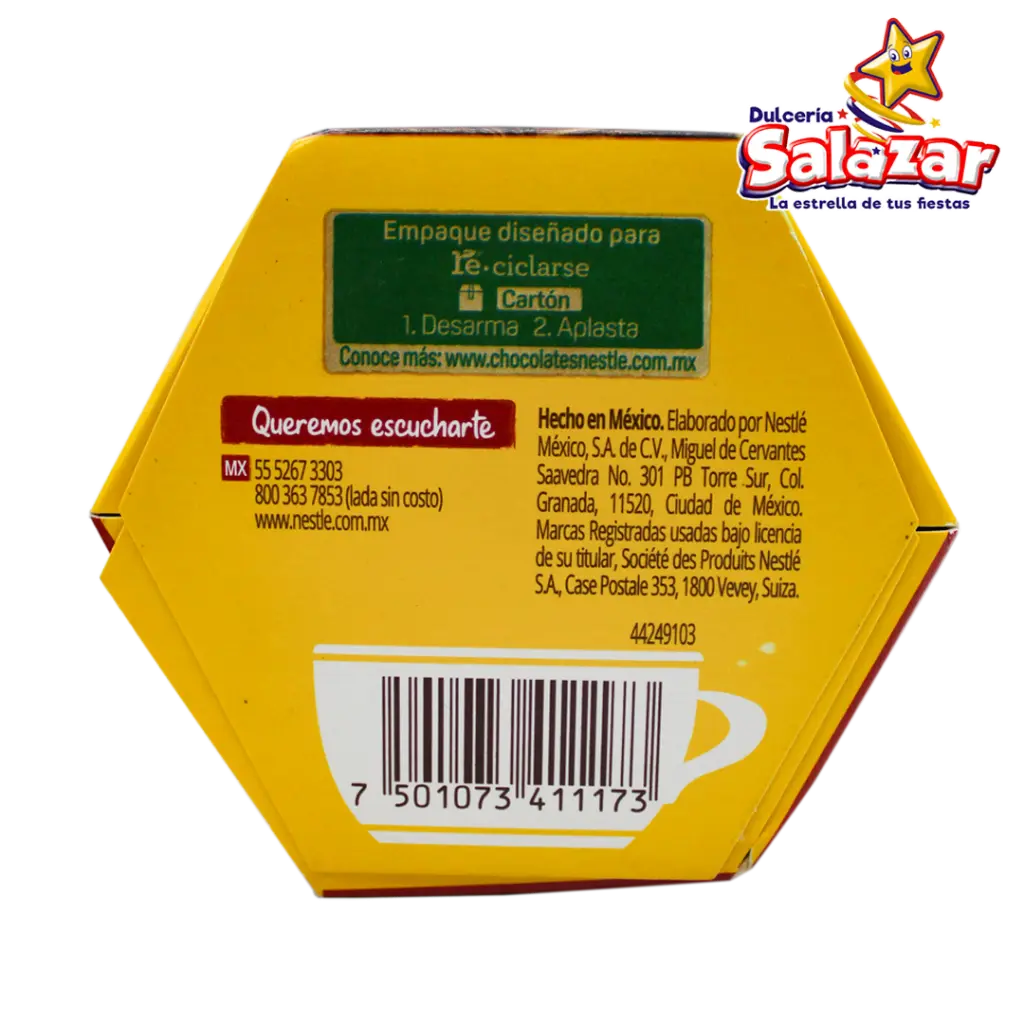 Dulcería
Salazar
La estrella de tus fiestas
Empaque diseñado para
re·ciclarse
Cartón
1. Desarma 2. Aplasta
Conoce más: www.chocolatesnestle.com.mx
Queremos escucharte
MX 55 5267 3303
800 363 7853 (lada sin costo)
www.nestle.com.mx
Hecho en México. Elaborado por Nestlé
México, S.A. de C.V., Miguel de Cervantes
Saavedra No. 301 PB Torre Sur, Col.
Granada, 11520, Ciudad de México.
Marcas Registradas usadas bajo licencia
de su titular, Société des Produits Nestlé
S.A., Case Postale 353, 1800 Vevey, Suiza.
44249103
7 501073 411173